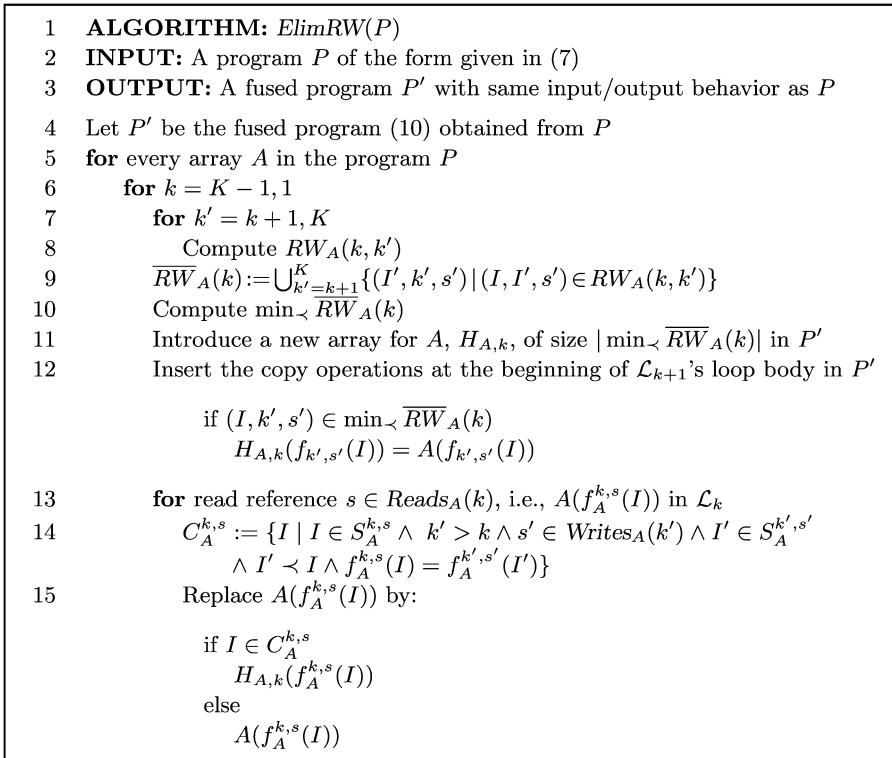 1 ALGORITHM: ElimRW(P)
2 INPUT: A program P of the form given in (7)
3 OUTPUT: A fused program P′ with same input/output behavior as P
4 Let P′ be the fused program (10) obtained from P
5 for every array A in the program P
6 for k = K − 1, 1
7 for k′ = k + 1, K
8 Compute RW_A(k, k′)
9 \overline{RW}_A(k) := ⋃_{k′=k+1}^{K} {(I′, k′, s′) | (I, I′, s′) ∈ RW_A(k, k′)}
10 Compute min_≺ \overline{RW}_A(k)
11 Introduce a new array for A, H_{A,k}, of size | min_≺ \overline{RW}_A(k)| in P′
12 Insert the copy operations at the beginning of ℒ_{k+1}'s loop body in P′
if (I, k′, s′) ∈ min_≺ \overline{RW}_A(k)
H_{A,k}(f_{k′,s′}(I)) = A(f_{k′,s′}(I))
13 for read reference s ∈ Reads_A(k), i.e., A(f_A^{k,s}(I)) in ℒ_k
14 C_A^{k,s} := {I | I ∈ S_A^{k,s} ∧ k′ > k ∧ s′ ∈ Writes_A(k′) ∧ I′ ∈ S_A^{k′,s′}
∧ I′ ≺ I ∧ f_A^{k,s}(I) = f_A^{k′,s′}(I′)}
15 Replace A(f_A^{k,s}(I)) by:
if I ∈ C_A^{k,s}
H_{A,k}(f_A^{k,s}(I))
else
A(f_A^{k,s}(I))